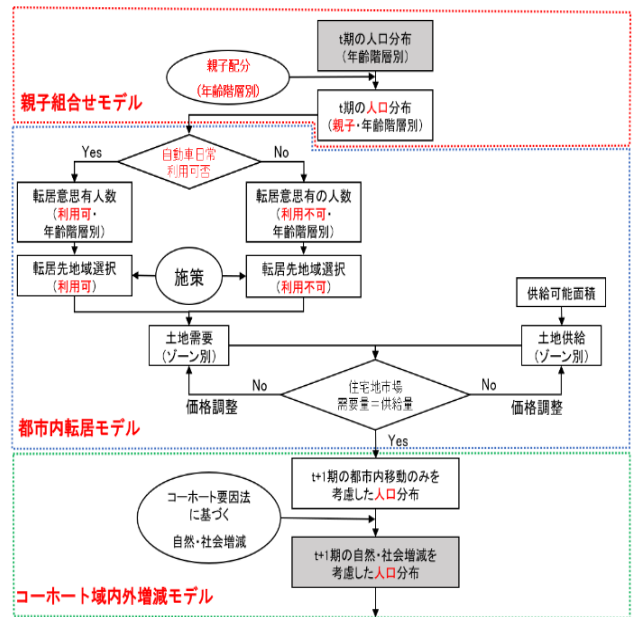 t期の人口分布
(年齢階層別)
親子配分
(年齢階層別)
親子組合せモデル
t期の人口分布
(親子・年齢階層別)
Yes
自動車日常
利用可否
No
転居意思有人数
(利用可・
年齢階層別)
転居意思有の人数
(利用不可・
年齢階層別)
転居先地域選択
(利用可)
施策
転居先地域選択
(利用不可)
供給可能面積
土地需要
(ゾーン別)
土地供給
(ゾーン別)
No
住宅地市場
需要量=供給量
No
価格調整
価格調整
都市内転居モデル
Yes
t+1期の都市内移動のみを
考慮した人口分布
コーホート要因法
に基づく
自然・社会増減
t+1期の自然・社会増減を
考慮した人口分布
コーホート域内外増減モデル